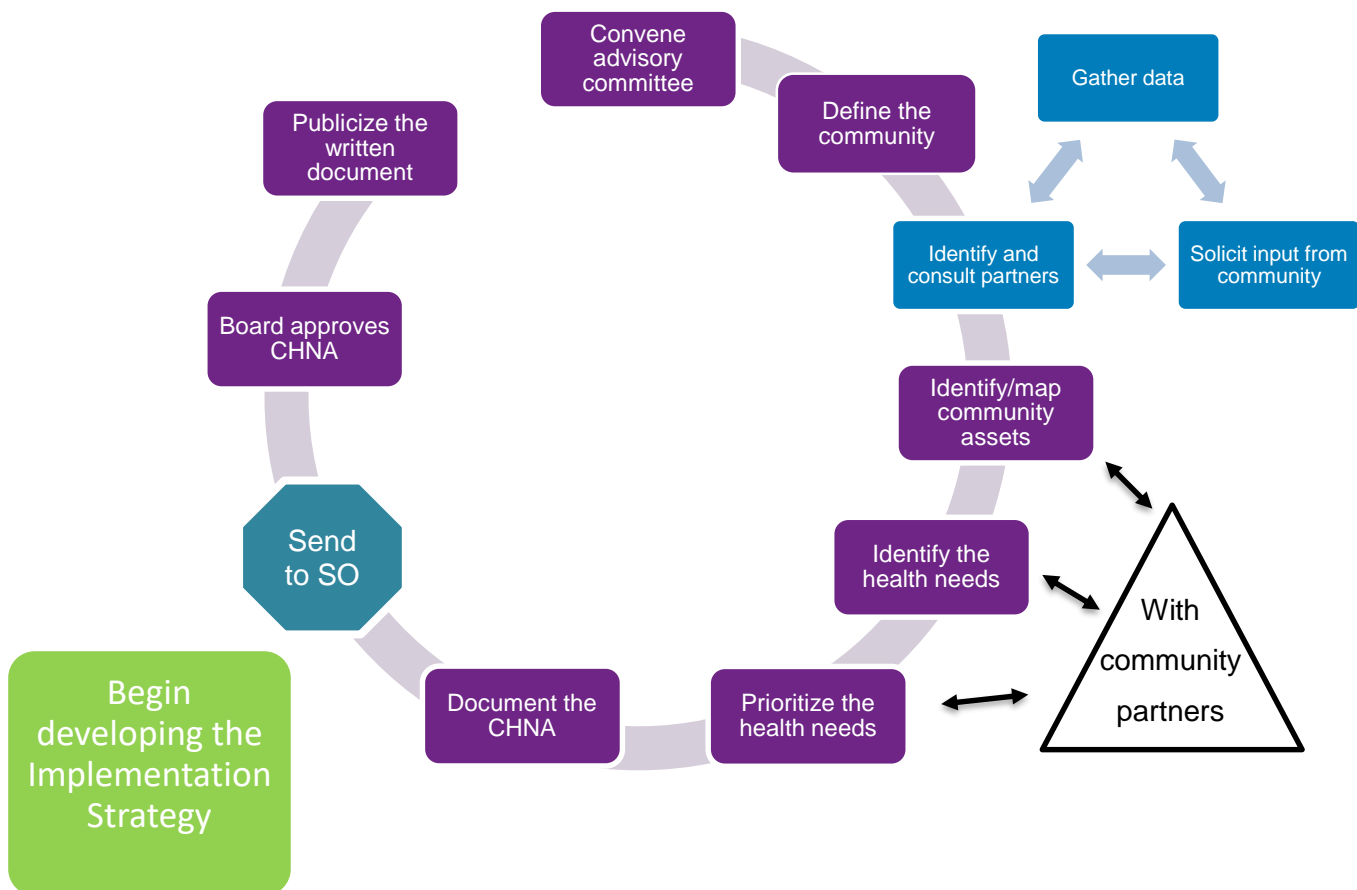 Convene
advisory
committee
Define the
community
Gather data
Identify and
consult partners
Solicit input from
community
Identify/map
community
assets
Identify the
health needs
With
community
partners
Prioritize the
health needs
Document the
CHNA
Send
to SO
Board approves
CHNA
Publicize the
written
document
Begin
developing the
Implementation
Strategy